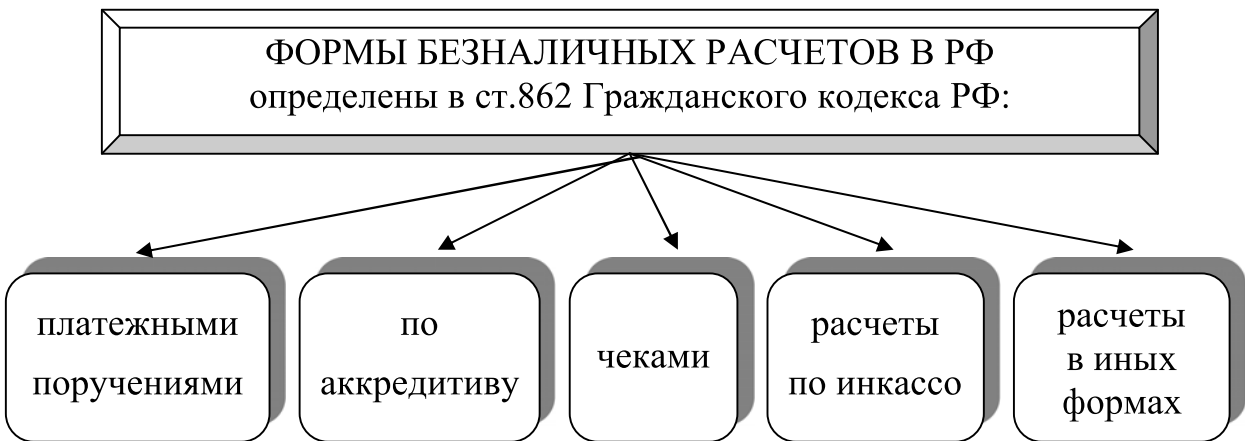 ФОРМЫ БЕЗНАЛИЧНЫХ РАСЧЕТОВ В РФ
определены в ст.862 Гражданского кодекса РФ:
платежными
поручениями
по
аккредитиву
чеками
расчеты
по инкассо
расчеты
в иных
формах